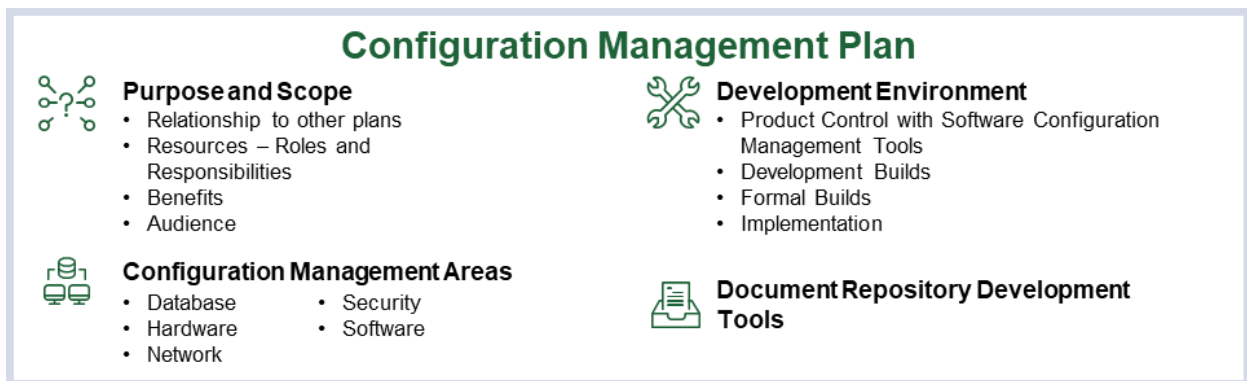 Configuration Management Plan
Purpose and Scope
• Relationship to other plans
• Resources – Roles and
Responsibilities
• Benefits
• Audience
Configuration Management Areas
• Database
• Hardware
• Network
• Security
• Software
Development Environment
• Product Control with Software Configuration
Management Tools
• Development Builds
• Formal Builds
• Implementation
Document Repository Development
Tools